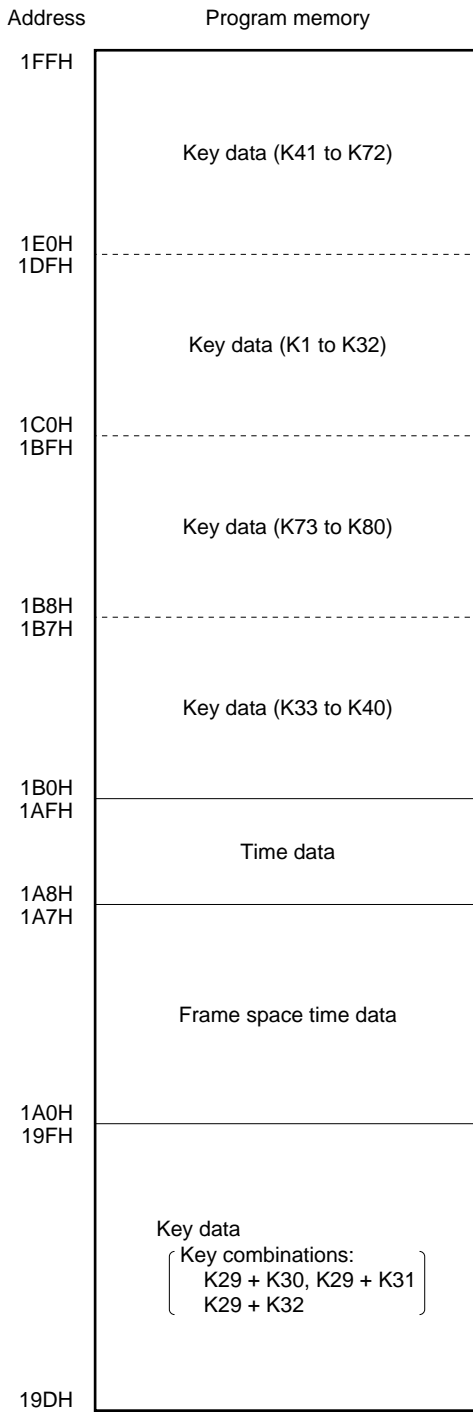 Address Program memory
1FFH
Key data (K41 to K72)
1E0H
1DFH
Key data (K1 to K32)
1C0H
1BFH
Key data (K73 to K80)
1B8H
1B7H
Key data (K33 to K40)
1B0H
1AFH
Time data
1A8H
1A7H
Frame space time data
1A0H
19FH
Key data
Key combinations:
K29 + K30, K29 + K31
K29 + K32
19DH